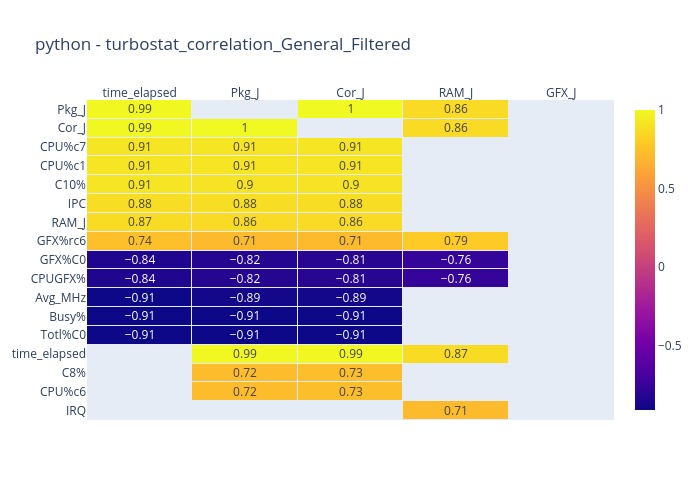 python - turbostat_correlation_General_Filtered
time_elapsed Pkg_J Cor_J RAM_J GFX_J
Pkg_J 0.99 1 0.86
Cor_J 0.99 1 0.86
CPU%c7 0.91 0.91 0.91
CPU%c1 0.91 0.91 0.91
C10% 0.91 0.9 0.9
IPC 0.88 0.88 0.88
RAM_J 0.87 0.86 0.86
GFX%rc6 0.74 0.71 0.71 0.79
GFX%C0 −0.84 −0.82 −0.81 −0.76
CPUGFX% −0.84 −0.82 −0.81 −0.76
Avg_MHz −0.91 −0.89 −0.89
Busy% −0.91 −0.91 −0.91
Totl%C0 −0.91 −0.91 −0.91
time_elapsed 0.99 0.99 0.87
C8% 0.72 0.73
CPU%c6 0.72 0.73
IRQ 0.71
1
0.5
0
−0.5